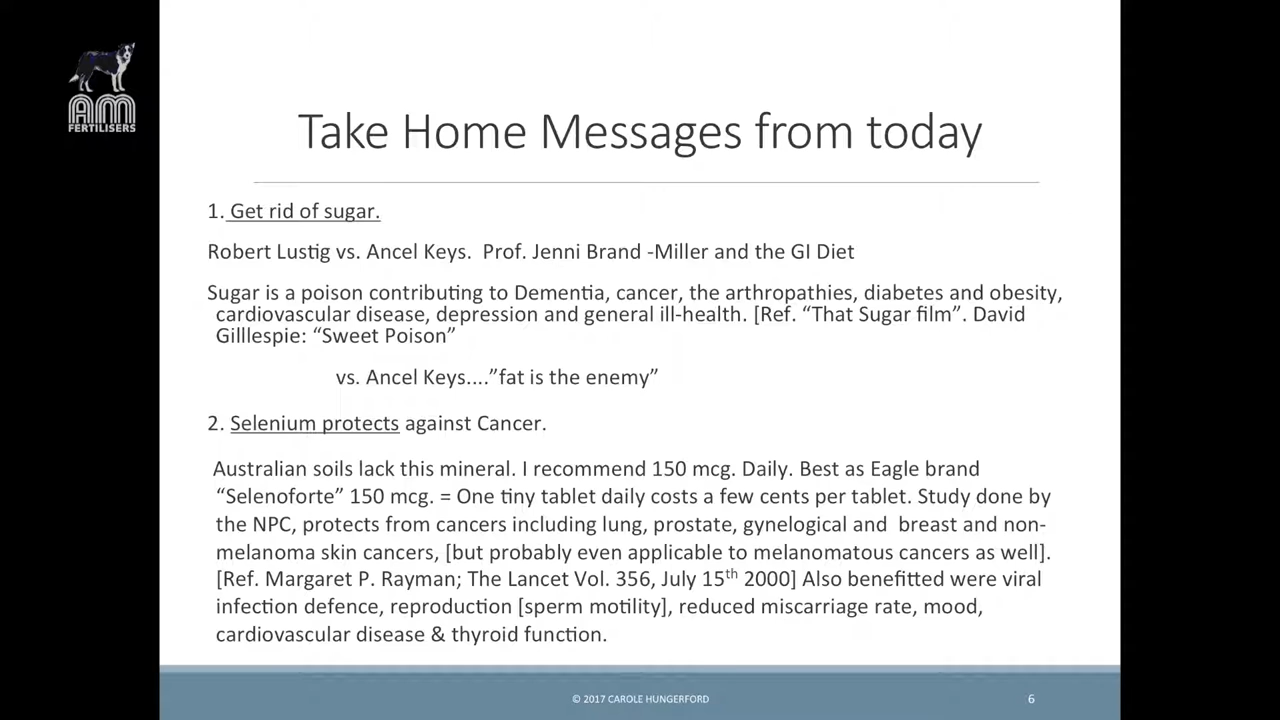 AM
FERTILISERS
Take Home Messages from today
1. Get rid of sugar.
Robert Lustig vs. Ancel Keys.  Prof. Jenni Brand -Miller and the GI Diet
Sugar is a poison contributing to Dementia, cancer, the arthropathies, diabetes and obesity,
cardiovascular disease, depression and general ill-health. [Ref. “That Sugar film”. David
Gilllespie: “Sweet Poison”
vs. Ancel Keys....”fat is the enemy”
2. Selenium protects against Cancer.
Australian soils lack this mineral. I recommend 150 mcg. Daily. Best as Eagle brand
“Selenoforte” 150 mcg. = One tiny tablet daily costs a few cents per tablet. Study done by
the NPC, protects from cancers including lung, prostate, gynelogical and  breast and non-
melanoma skin cancers, [but probably even applicable to melanomatous cancers as well].
[Ref. Margaret P. Rayman; The Lancet Vol. 356, July 15th 2000] Also benefitted were viral
infection defence, reproduction [sperm motility], reduced miscarriage rate, mood,
cardiovascular disease & thyroid function.
© 2017 CAROLE HUNGERFORD
6